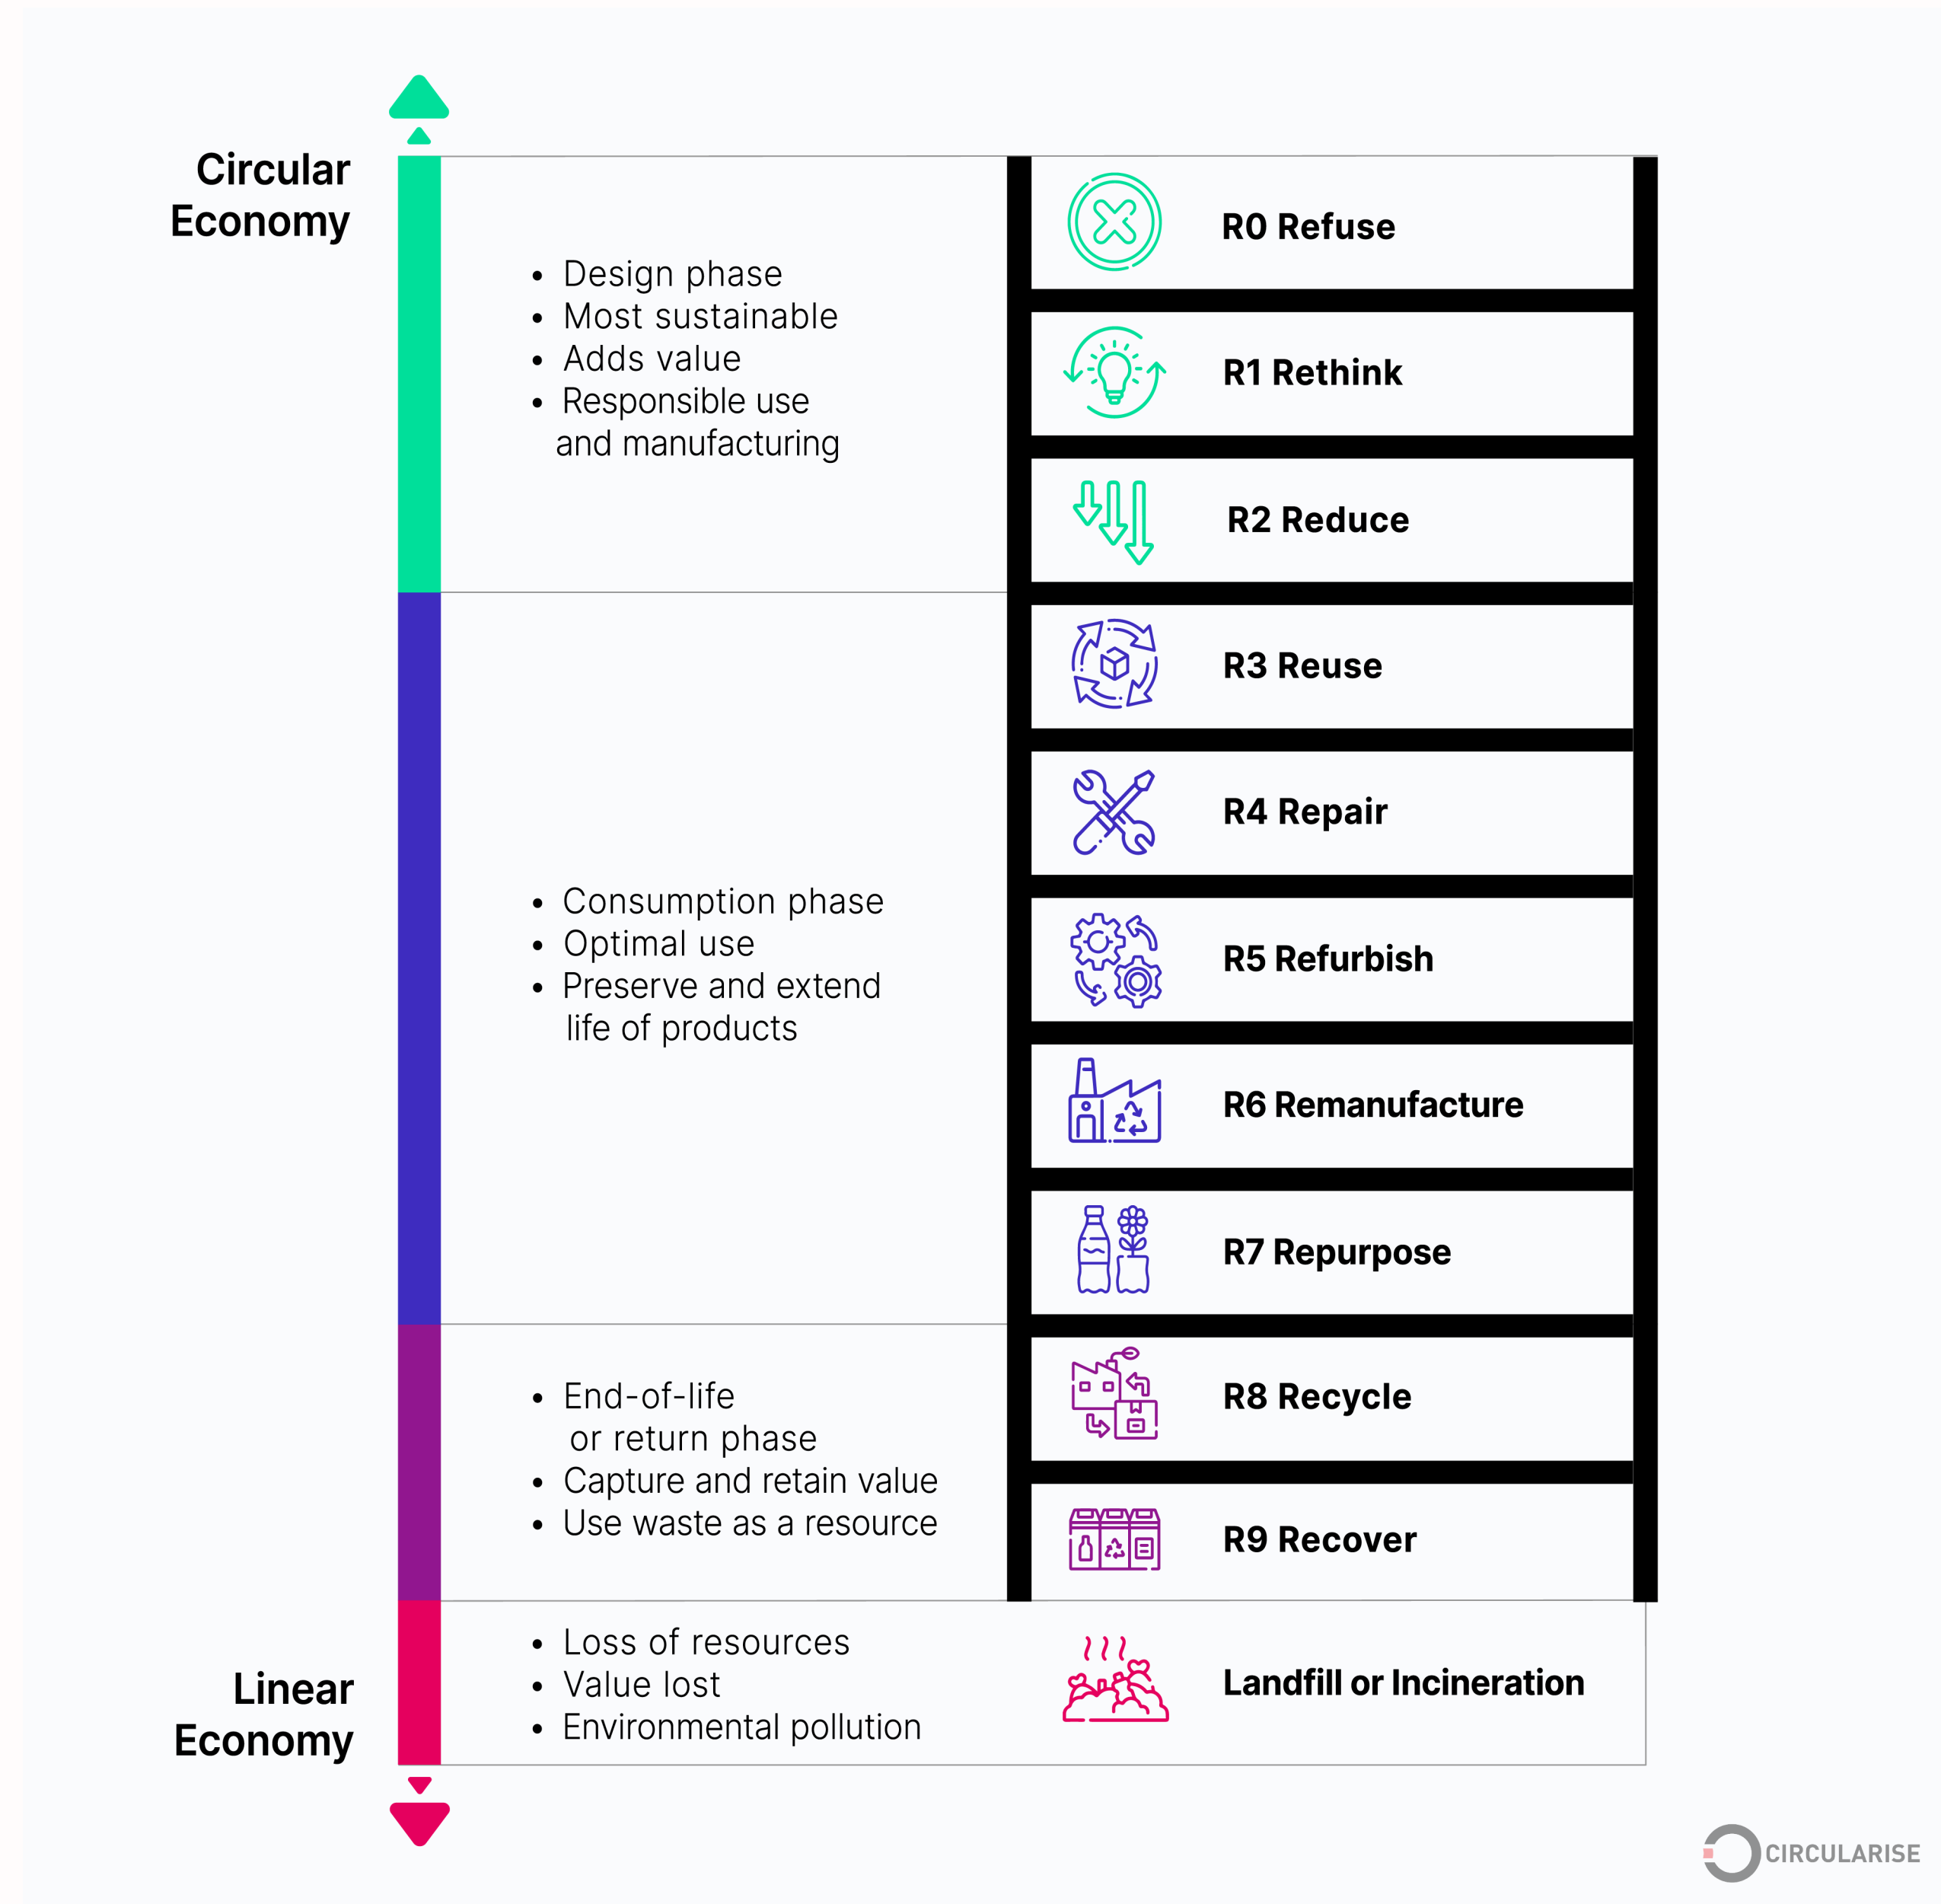 Circular
Economy
• Design phase
• Most sustainable
• Adds value
• Responsible use
and manufacturing
R0 Refuse
R1 Rethink
R2 Reduce
• Consumption phase
• Optimal use
• Preserve and extend
life of products
R3 Reuse
R4 Repair
R5 Refurbish
R6 Remanufacture
R7 Repurpose
• End-of-life
or return phase
• Capture and retain value
• Use waste as a resource
R8 Recycle
R9 Recover
Linear
Economy
• Loss of resources
• Value lost
• Environmental pollution
Landfill or Incineration
CIRCULARISE